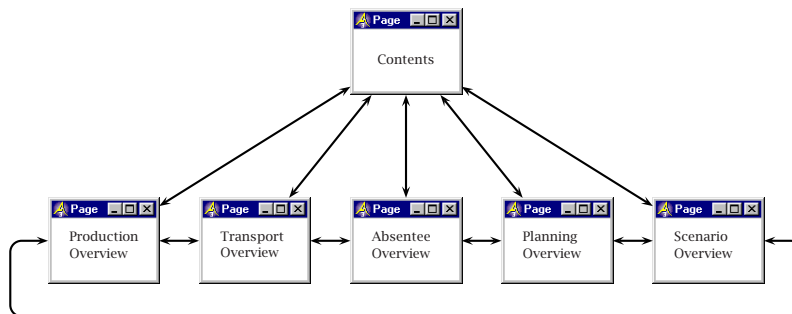 Page
Contents
Page
Production
Overview
Page
Transport
Overview
Page
Absentee
Overview
Page
Planning
Overview
Page
Scenario
Overview